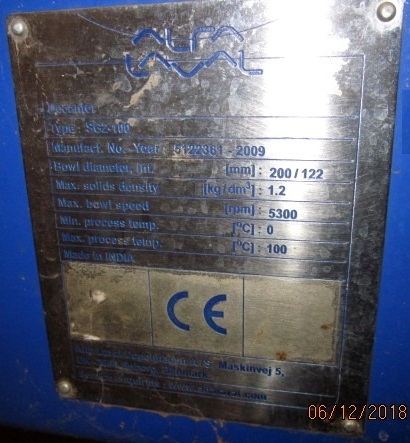 ALFA
LAVAL
Decanter
Type : SG2-100
Manufact. No.-Year : 5122361 - 2009
Bowl diameter, int. [mm] : 200 / 122
Max. solids density [kg/dm³] : 1.2
Max. bowl speed [rpm] : 5300
Min. process temp. [°C] : 0
Max. process temp. [°C] : 100
Made in INDIA
CE
Maskinvej 5,
06/12/2018